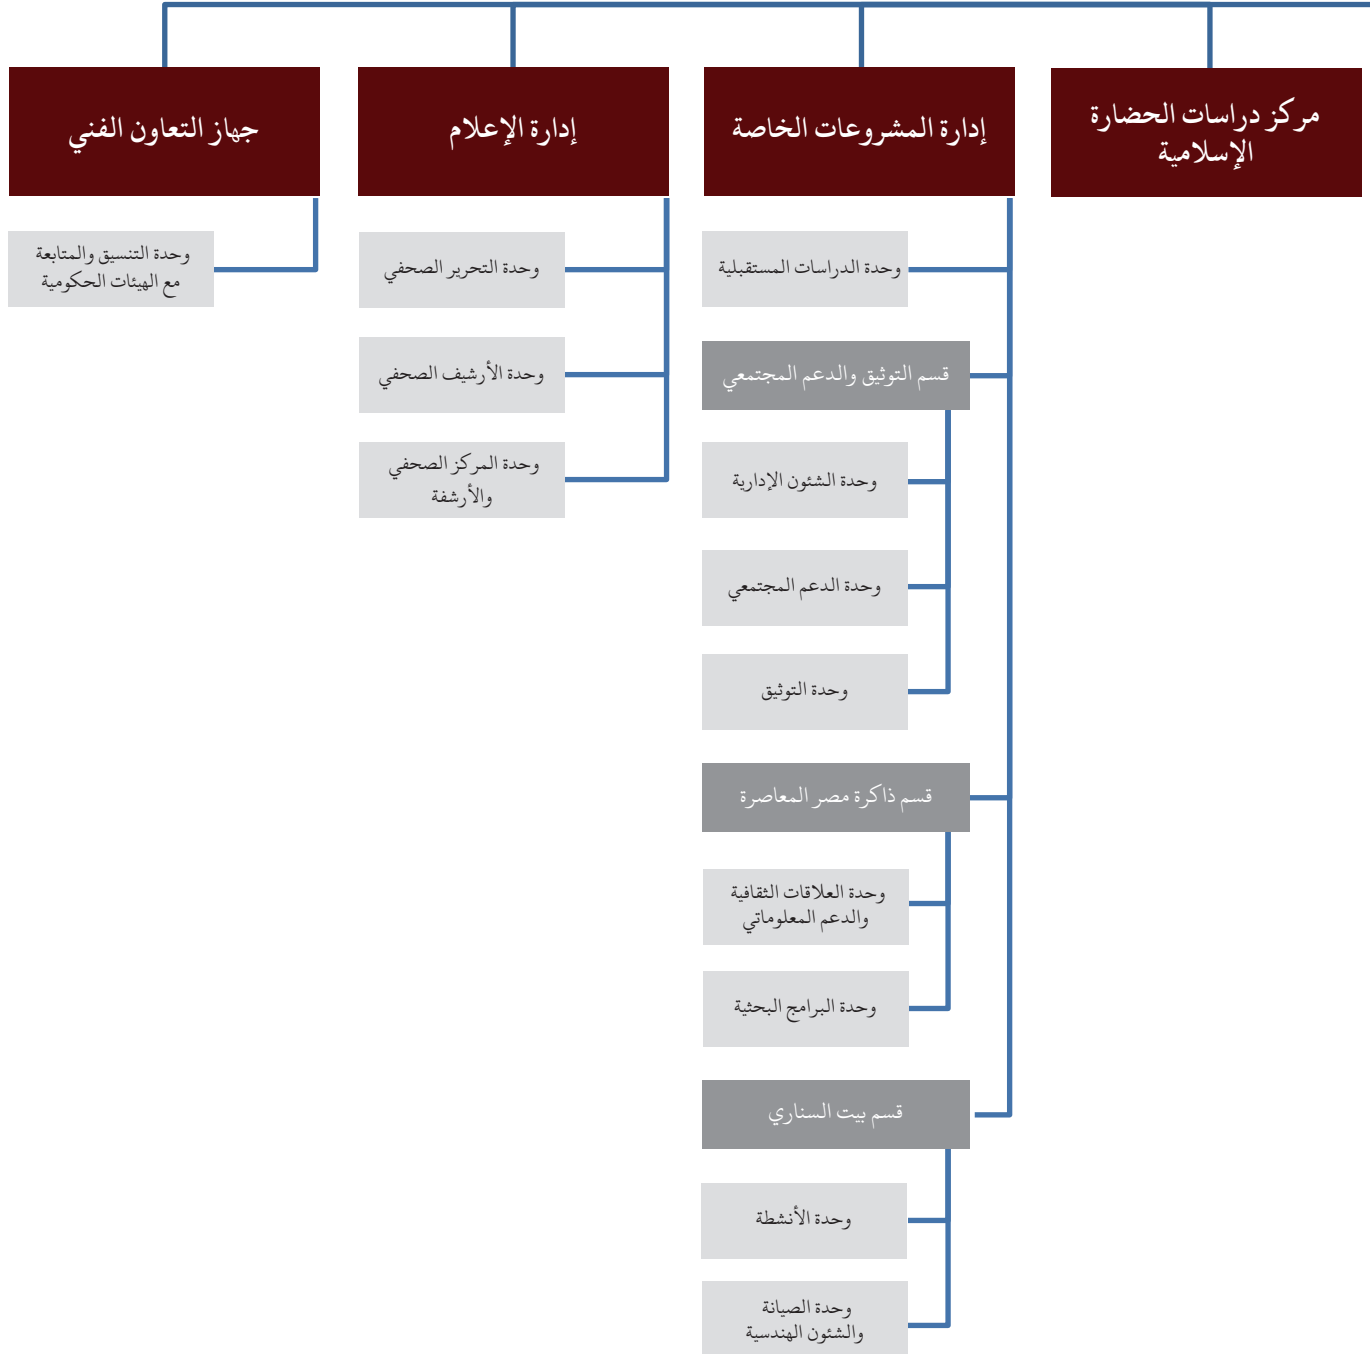 مركز دراسات الحضارة
الإسلامية
إدارة المشروعات الخاصة
وحدة الدراسات المستقبلية
قسم التوثيق والدعم المجتمعي
وحدة الشئون الإدارية
وحدة الدعم المجتمعي
وحدة التوثيق
قسم ذاكرة مصر المعاصرة
وحدة العلاقات الثقافية
والدعم المعلوماتي
وحدة البرامج البحثية
قسم بيت السناري
وحدة الأنشطة
وحدة الصيانة
والشئون الهندسية
إدارة الإعلام
وحدة التحرير الصحفي
وحدة الأرشيف الصحفي
وحدة المركز الصحفي
والأرشفة
جهاز التعاون الفني
وحدة التنسيق والمتابعة
مع الهيئات الحكومية